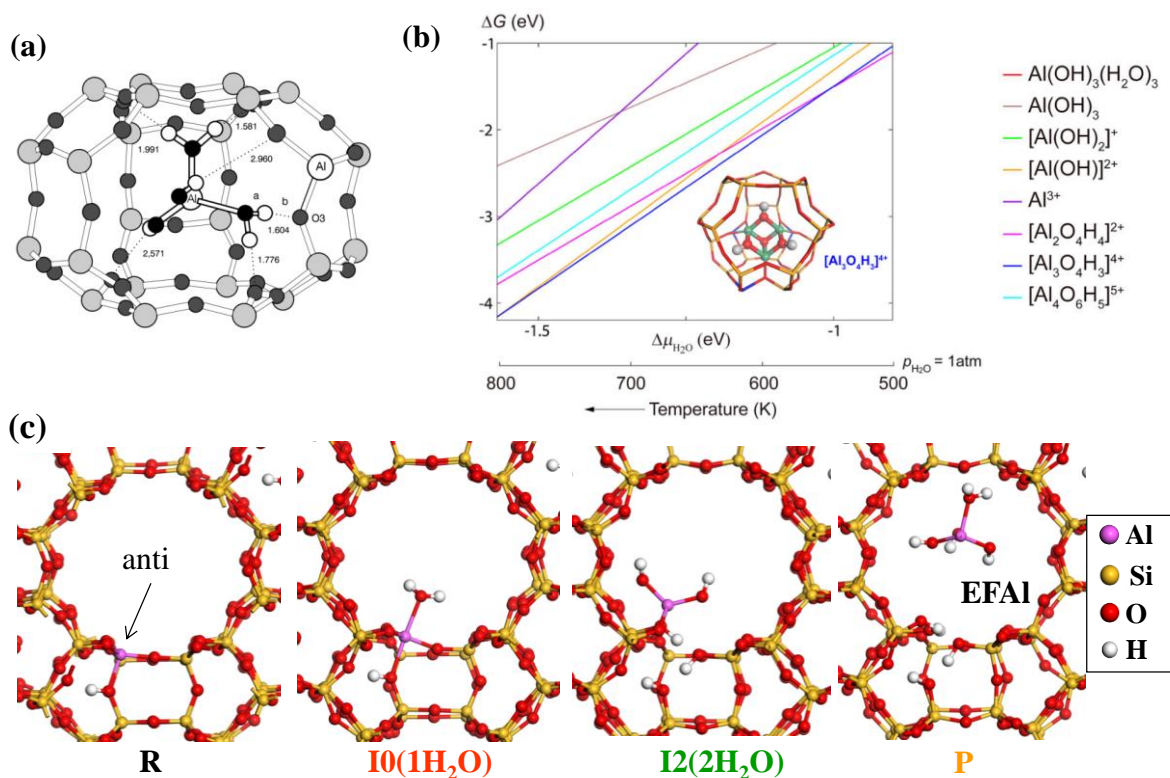 (a)
1.991
1.581
2.960
Al
Al
a
b
O3
1.604
2,571
1.776
(b)
ΔG (eV)
-1
-2
-3
-4
[Al₃O₄H₃]⁴⁺
-1.5
-1
Δμ_H₂O (eV)
p_H₂O = 1atm
800
700
600
500
Temperature (K)
Al(OH)₃(H₂O)₃
Al(OH)₃
[Al(OH)₂]⁺
[Al(OH)]²⁺
Al³⁺
[Al₂O₄H₄]²⁺
[Al₃O₄H₃]⁴⁺
[Al₄O₆H₅]⁵⁺
(c)
anti
EFAl
Al
Si
O
H
R
I0(1H₂O)
I2(2H₂O)
P